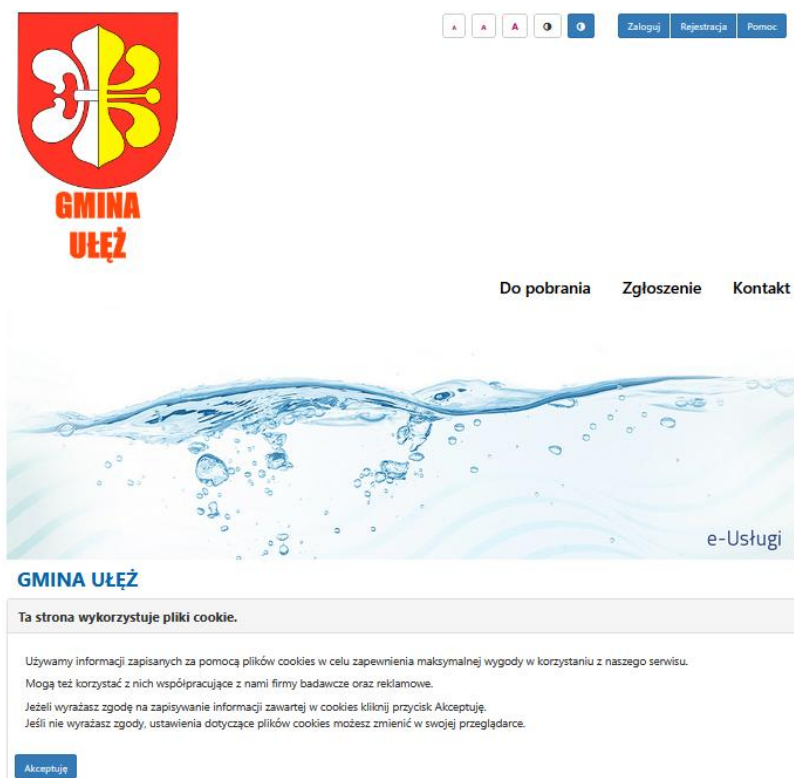 A A A
Zaloguj Rejestracja Pomoc
GMINA
UŁĘŻ
Do pobrania Zgłoszenie Kontakt
e-Usługi
GMINA UŁĘŻ
Ta strona wykorzystuje pliki cookie.
Używamy informacji zapisanych za pomocą plików cookies w celu zapewnienia maksymalnej wygody w korzystaniu z naszego serwisu.
Mogą też korzystać z nich współpracujące z nami firmy badawcze oraz reklamowe.
Jeżeli wyrażasz zgodę na zapisywanie informacji zawartej w cookies kliknij przycisk Akceptuję.
Jeśli nie wyrażasz zgody, ustawienia dotyczące plików cookies możesz zmienić w swojej przeglądarce.
Akceptuję